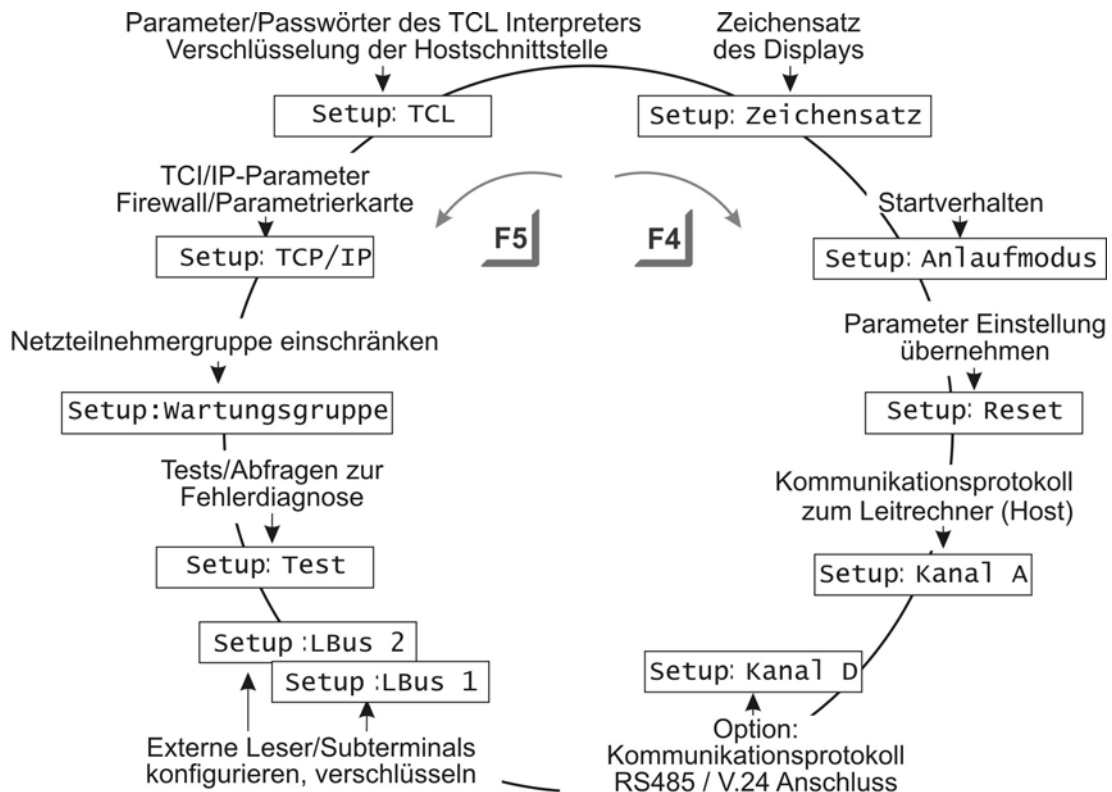 Parameter/Passwörter des TCL Interpreters
Verschlüsselung der Hostschnittstelle
Setup: TCL
Zeichensatz
des Displays
Setup: Zeichensatz
TCI/IP-Parameter
Firewall/Parametrierkarte
Setup: TCP/IP
F5
F4
Startverhalten
Setup: Anlaufmodus
Netzteilnehmergruppe einschränken
Setup:Wartungsgruppe
Parameter Einstellung
übernehmen
Setup: Reset
Tests/Abfragen zur
Fehlerdiagnose
Setup: Test
Kommunikationsprotokoll
zum Leitrechner (Host)
Setup: Kanal A
Setup :LBus 2
Setup :LBus 1
Externe Leser/Subterminals
konfigurieren, verschlüseln
Setup: Kanal D
Option:
Kommunikationsprotokoll
RS485 / V.24 Anschluss